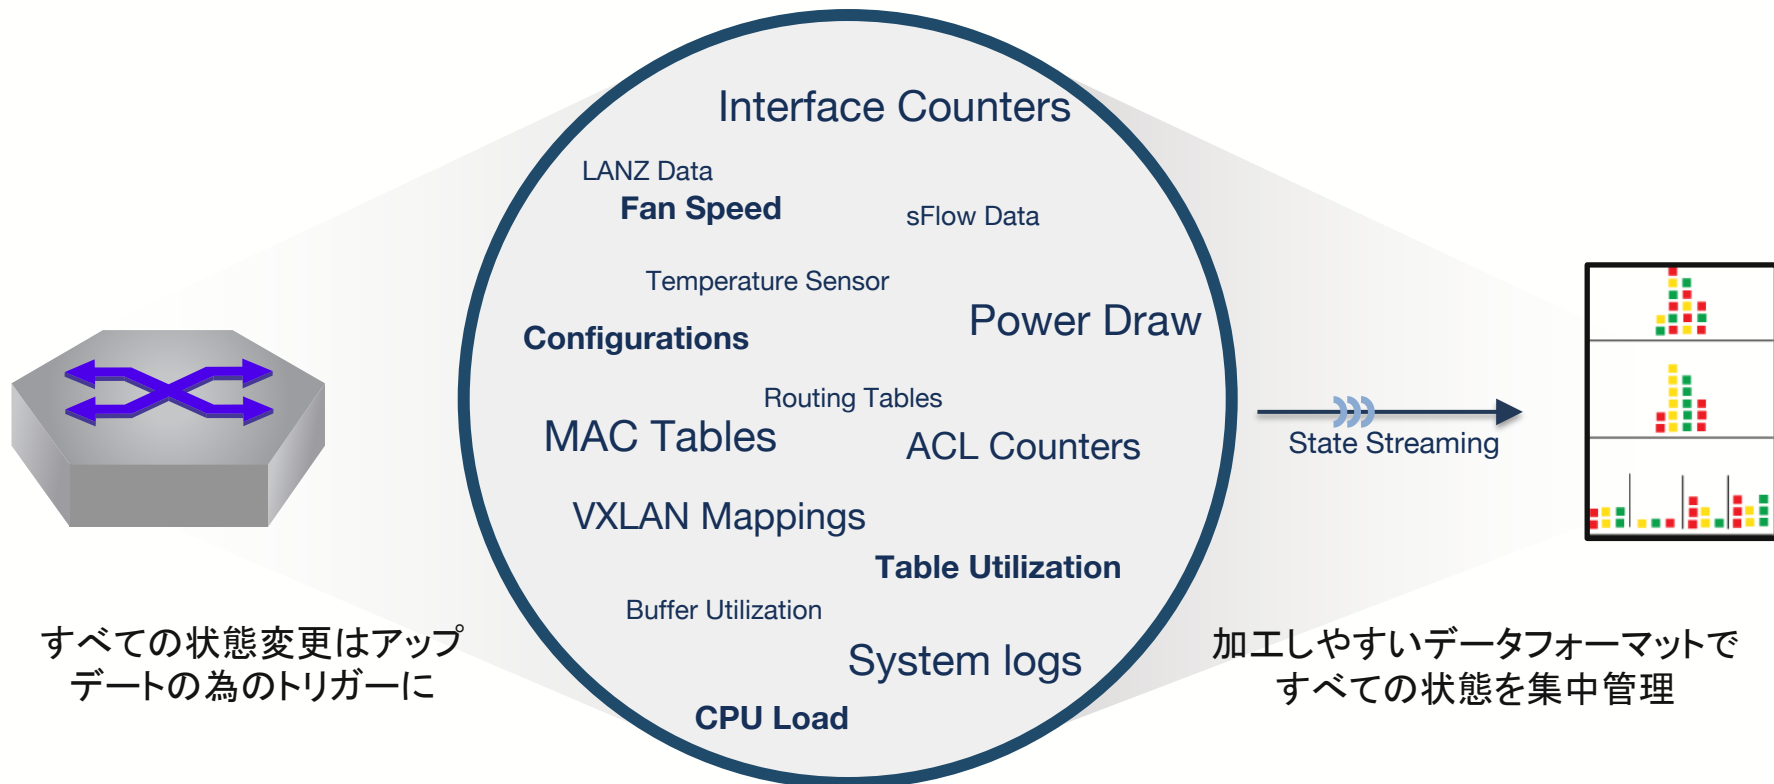 Interface Counters
LANZ Data
Fan Speed
sFlow Data
Temperature Sensor
Power Draw
Configurations
Routing Tables
MAC Tables
ACL Counters
State Streaming
VXLAN Mappings
Table Utilization
Buffer Utilization
System logs
CPU Load
すべての状態変更はアップ
デートの為のトリガーに
加工しやすいデータフォーマットで
すべての状態を集中管理